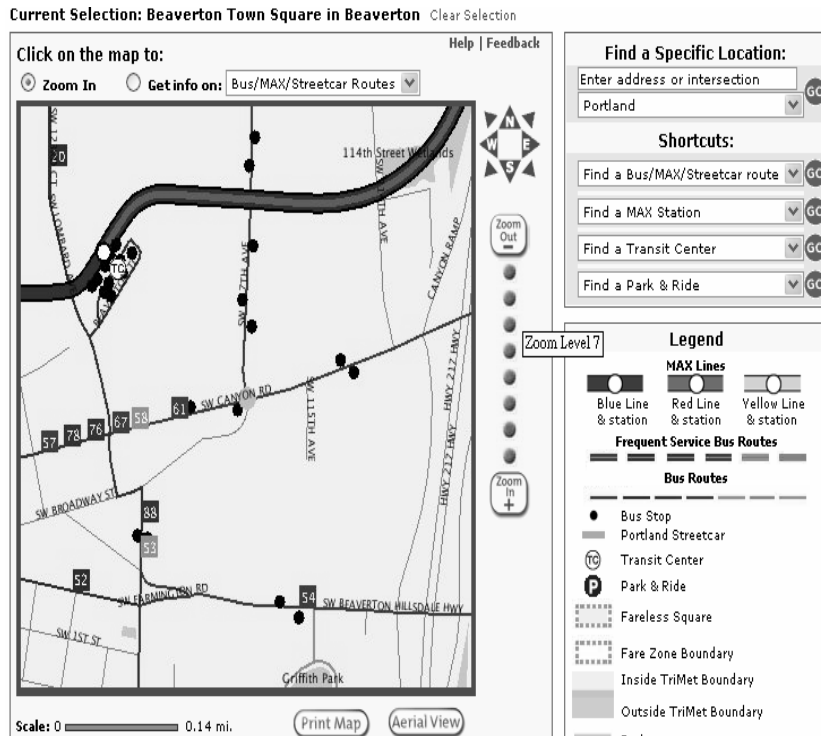 Current Selection: Beaverton Town Square in Beaverton Clear Selection
Click on the map to:
Help | Feedback
Zoom In
Get info on:
Bus/MAX/Streetcar Routes
20
114th Street Wetlands
SW LOMBARD
CANYON RAMP
N
W
E
S
TC
HWY 217 HWY
HWY 217 HWY
SW 115TH AVE
SW CANYON RD
57
78
76
67
58
61
SW BROADWAY ST
88
53
52
SW FARMINGTON RD
54
SW BEAVERTON HILLSDALE HWY
SW 1ST ST
Griffith Park
Scale: 0
0.14 mi.
Print Map
Aerial View
Zoom Out
Zoom Level 7
Zoom In
Find a Specific Location:
Enter address or intersection
GO
Portland
Shortcuts:
Find a Bus/MAX/Streetcar route
GO
Find a MAX Station
GO
Find a Transit Center
GO
Find a Park & Ride
GO
Legend
MAX Lines
Blue Line & station
Red Line & station
Yellow Line & station
Frequent Service Bus Routes
Bus Routes
Bus Stop
Portland Streetcar
TC
Transit Center
P
Park & Ride
Fareless Square
Fare Zone Boundary
Inside TriMet Boundary
Outside TriMet Boundary